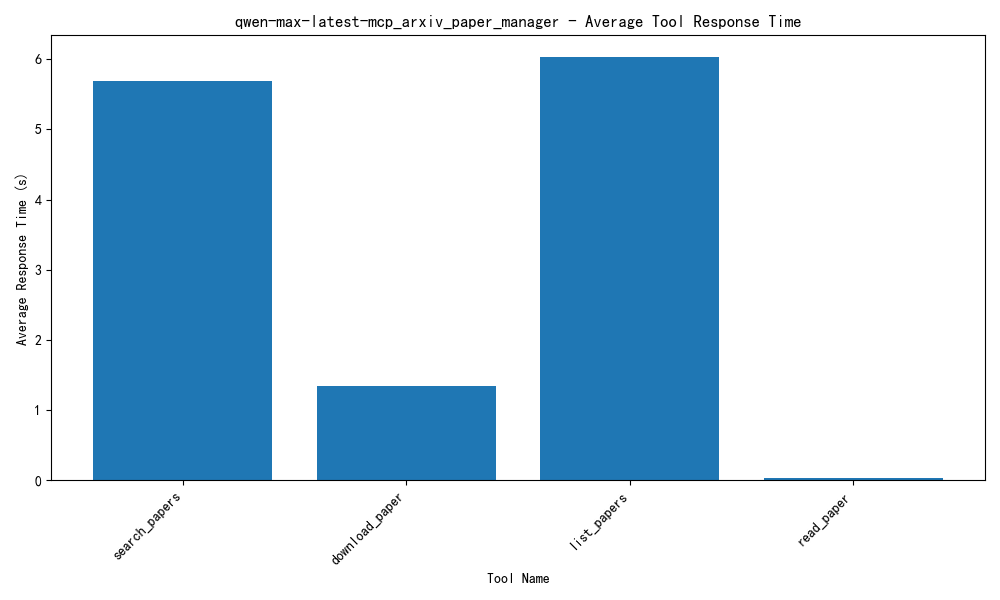 qwen-max-latest-mcp_arxiv_paper_manager - Average Tool Response Time
Average Response Time (s)
6
5
4
3
2
1
0
search_papers
download_paper
list_papers
read_paper
Tool Name